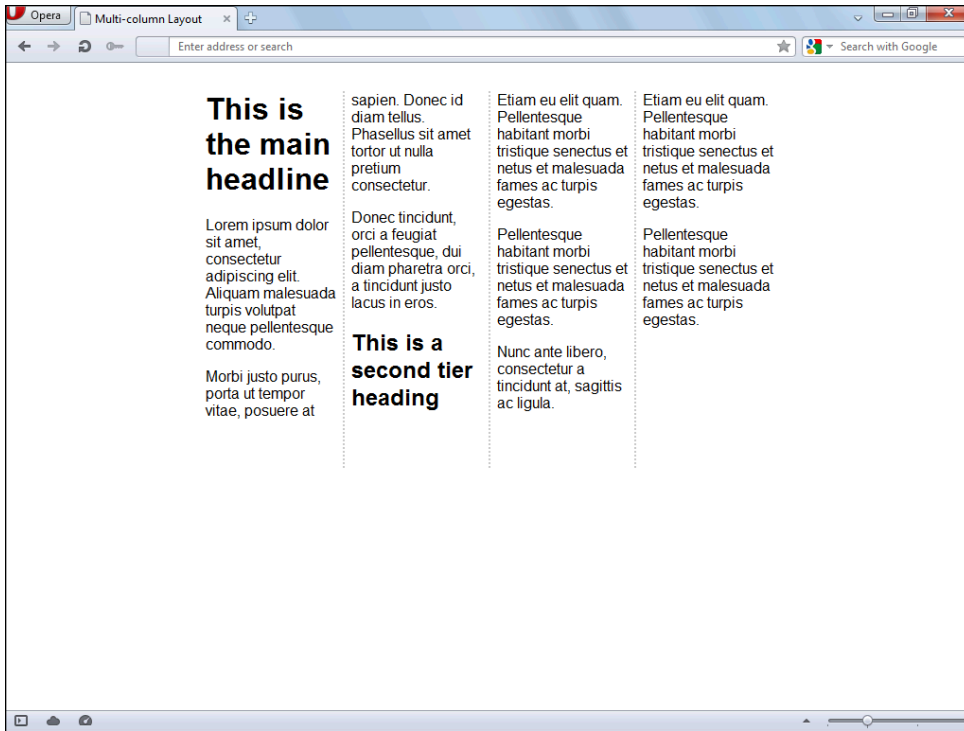 Opera
Multi-column Layout
Enter address or search
Search with Google
This is
the main
headline
Lorem ipsum dolor
sit amet,
consectetur
adipiscing elit.
Aliquam malesuada
turpis volutpat
neque pellentesque
commodo.
Morbi justo purus,
porta ut tempor
vitae, posuere at
sapien. Donec id
diam tellus.
Phasellus sit amet
tortor ut nulla
pretium
consectetur.
Donec tincidunt,
orci a feugiat
pellentesque, dui
diam pharetra orci,
a tincidunt justo
lacus in eros.
This is a
second tier
heading
Etiam eu elit quam.
Pellentesque
habitant morbi
tristique senectus et
netus et malesuada
fames ac turpis
egestas.
Pellentesque
habitant morbi
tristique senectus et
netus et malesuada
fames ac turpis
egestas.
Nunc ante libero,
consectetur a
tincidunt at, sagittis
ac ligula.
Etiam eu elit quam.
Pellentesque
habitant morbi
tristique senectus et
netus et malesuada
fames ac turpis
egestas.
Pellentesque
habitant morbi
tristique senectus et
netus et malesuada
fames ac turpis
egestas.